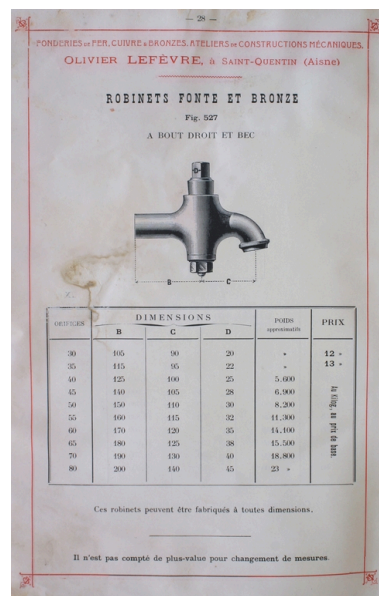 — 28 —
FONDERIES DE FER, CUIVRE & BRONZES. ATELIERS DE CONSTRUCTIONS MÉCANIQUES.
OLIVIER LEFÈVRE, à SAINT-QUENTIN (Aisne)
ROBINETS FONTE ET BRONZE
Fig. 527
A BOUT DROIT ET BEC
B C
ORIFICES DIMENSIONS POIDS approximatifs PRIX
B C D
30 105 90 20 » 12 »
35 115 95 22 » 13 »
40 125 100 25 5.600
45 140 105 28 6,900
50 150 110 30 8,200
55 160 115 32 11,300
60 170 120 35 14,100
65 180 125 38 15.500
70 190 130 40 18,800
80 200 140 45 23 »
Au Kilog. au prix de base.
Ces robinets peuvent être fabriqués à toutes dimensions.
Il n'est pas compté de plus-value pour changement de mesures.